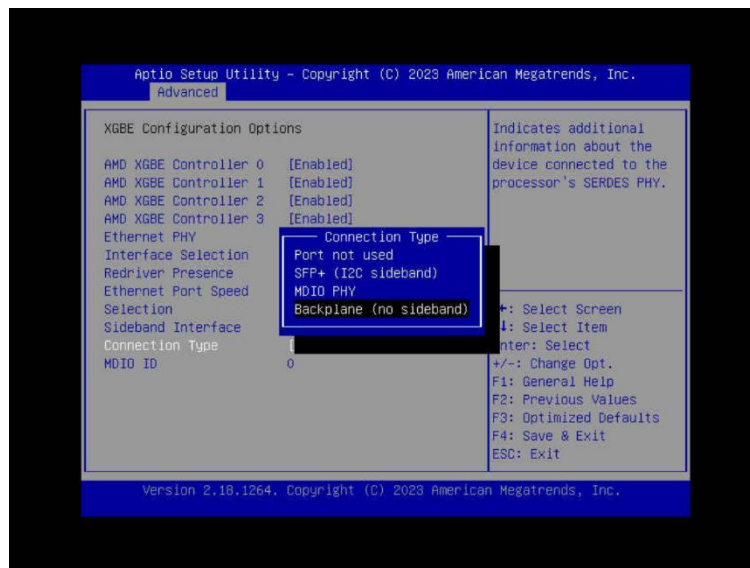 Aptio Setup Utility – Copyright (C) 2023 American Megatrends, Inc.
Advanced
XGBE Configuration Options
AMD XGBE Controller 0 [Enabled]
AMD XGBE Controller 1 [Enabled]
AMD XGBE Controller 2 [Enabled]
AMD XGBE Controller 3 [Enabled]
Ethernet PHY
Interface Selection
Redriver Presence
Ethernet Port Speed
Selection
Sideband Interface
Connection Type [
MDIO ID 0
Connection Type
Port not used
SFP+ (I2C sideband)
MDIO PHY
Backplane (no sideband)
Indicates additional
information about the
device connected to the
processor's SERDES PHY.
: Select Screen
: Select Item
nter: Select
+/-: Change Opt.
F1: General Help
F2: Previous Values
F3: Optimized Defaults
F4: Save & Exit
ESC: Exit
Version 2.18.1264. Copyright (C) 2023 American Megatrends, Inc.